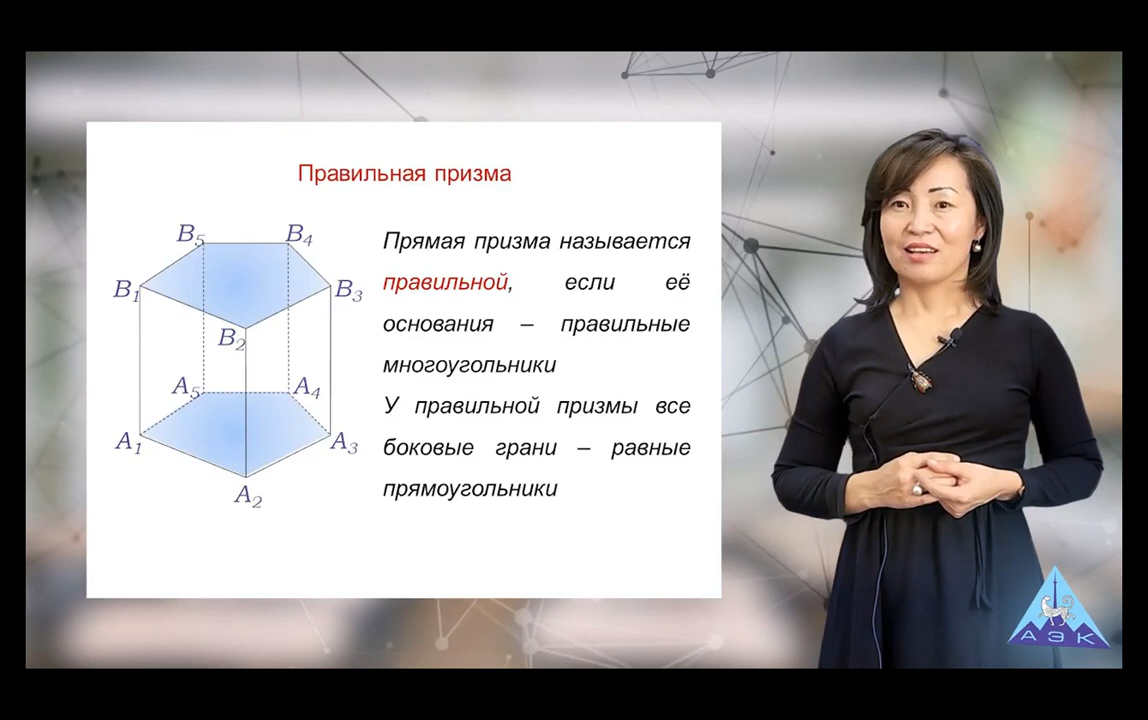 Правильная призма
B5 B4
B1 B3
B2
A5 A4
A1 A3
A2
Прямая призма называется
правильной, если её
основания – правильные
многоугольники
У правильной призмы все
боковые грани – равные
прямоугольники
АЭК